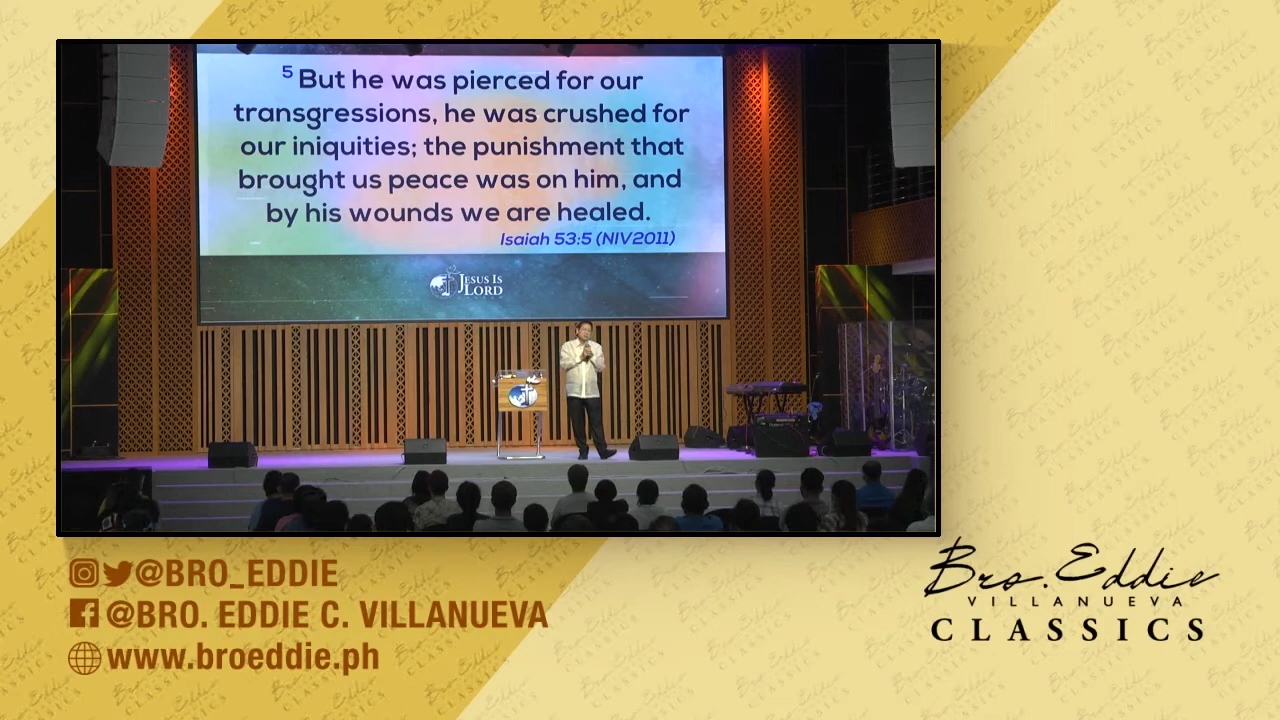 5 But he was pierced for our
transgressions, he was crushed for
our iniquities; the punishment that
brought us peace was on him, and
by his wounds we are healed.
Isaiah 53:5 (NIV2011)
JESUS IS
LORD
@BRO_EDDIE
@BRO. EDDIE C. VILLANUEVA
www.broeddie.ph
Bro. Eddie
VILLANUEVA
CLASSICS